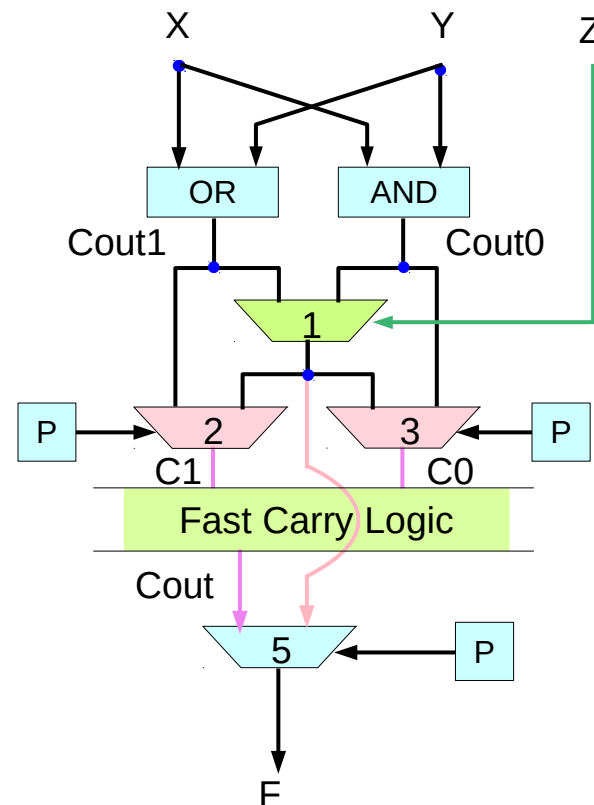 X Y Z
OR AND
Cout1 Cout0
1
P 2 3 P
C1 C0
Fast Carry Logic
Cout
5 P
F